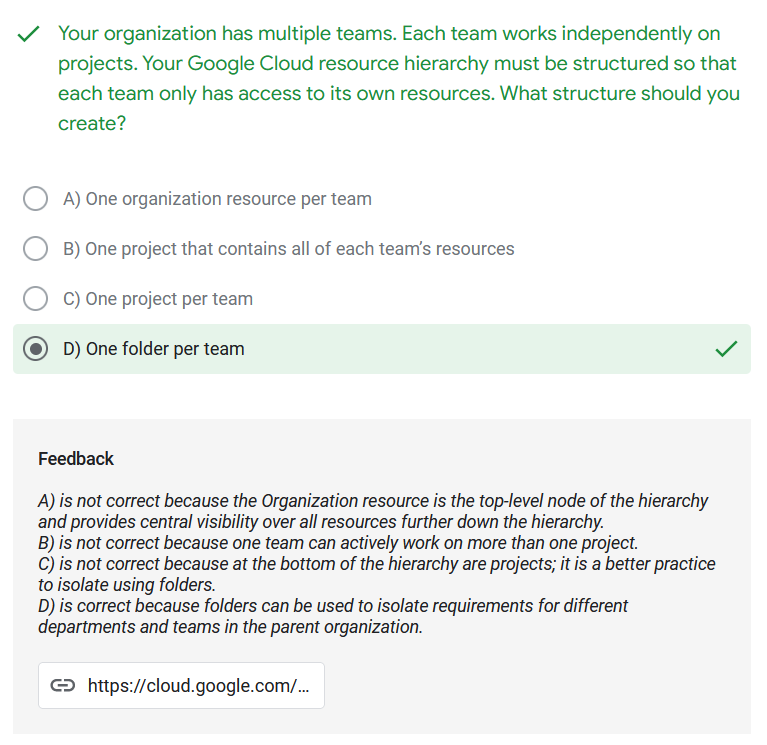 Your organization has multiple teams. Each team works independently on
projects. Your Google Cloud resource hierarchy must be structured so that
each team only has access to its own resources. What structure should you
create?
A) One organization resource per team
B) One project that contains all of each team’s resources
C) One project per team
D) One folder per team
Feedback
A) is not correct because the Organization resource is the top-level node of the hierarchy
and provides central visibility over all resources further down the hierarchy.
B) is not correct because one team can actively work on more than one project.
C) is not correct because at the bottom of the hierarchy are projects; it is a better practice
to isolate using folders.
D) is correct because folders can be used to isolate requirements for different
departments and teams in the parent organization.
https://cloud.google.com/...